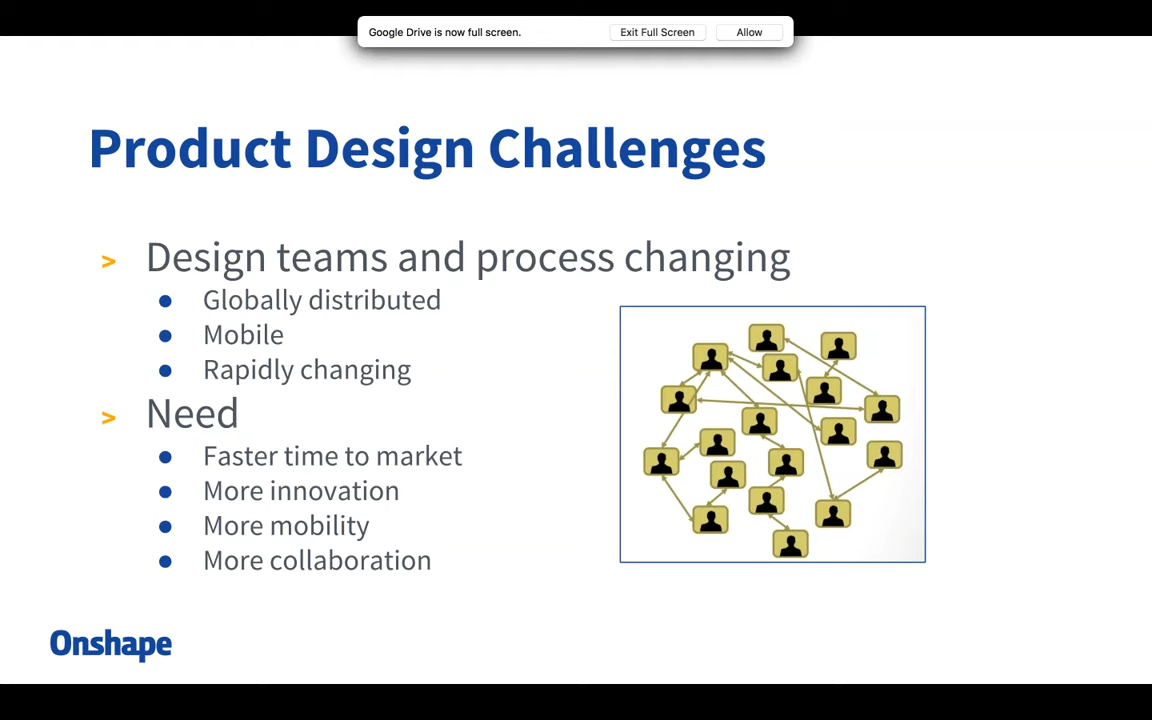 Google Drive is now full screen. Exit Full Screen Allow
Product Design Challenges
> Design teams and process changing
● Globally distributed
● Mobile
● Rapidly changing
> Need
● Faster time to market
● More innovation
● More mobility
● More collaboration
Onshape